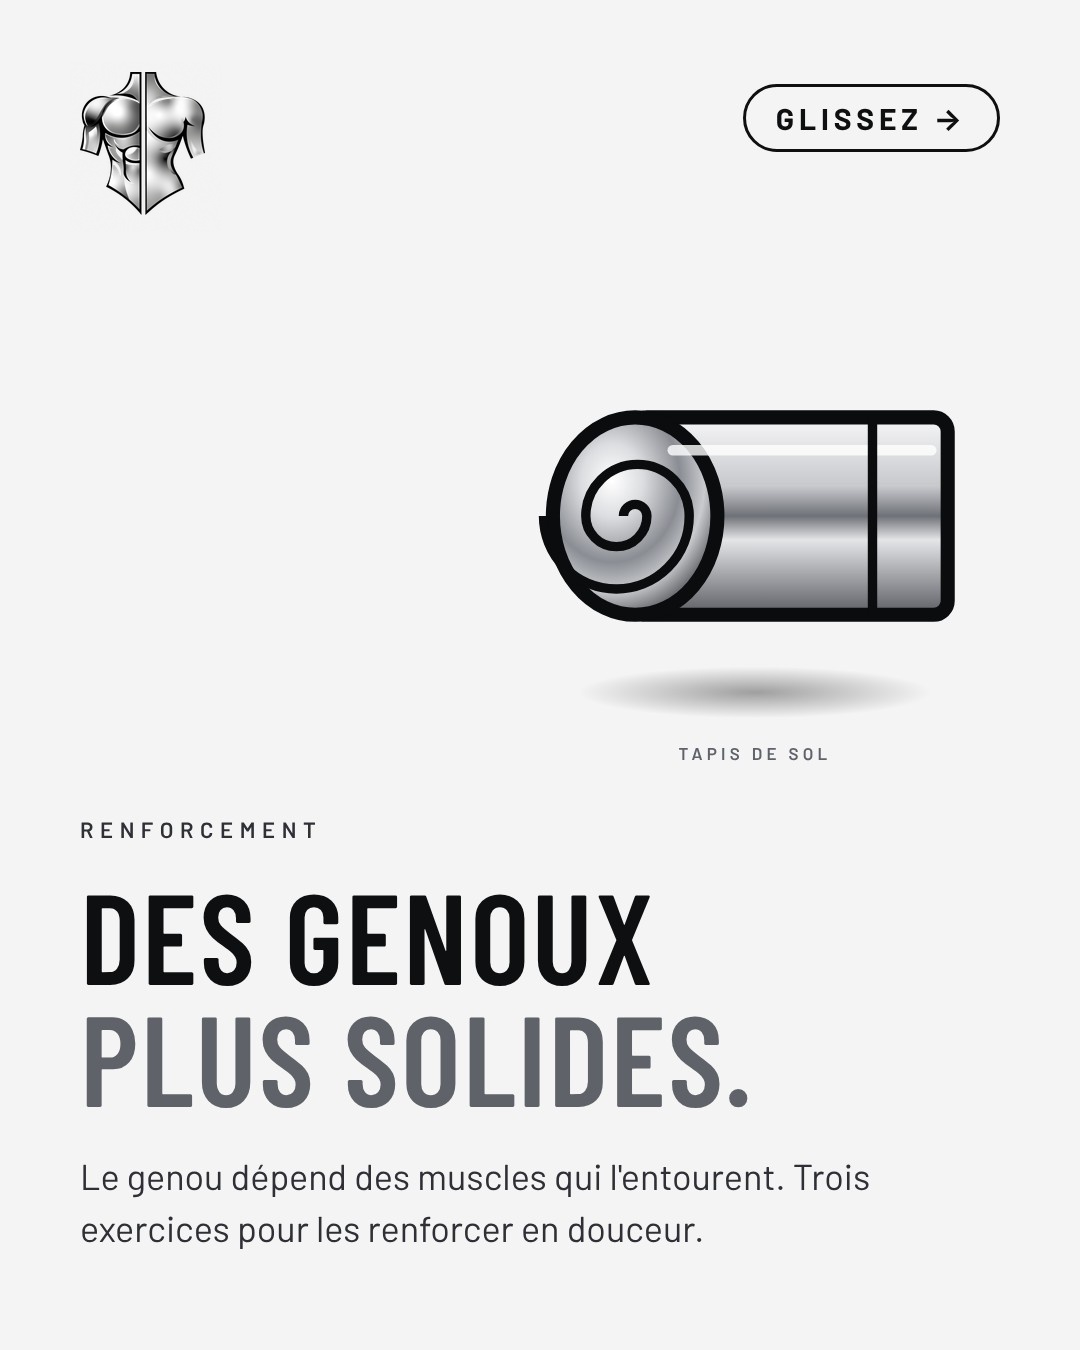 GLISSEZ →
TAPIS DE SOL
RENFORCEMENT
DES GENOUX
PLUS SOLIDES.
Le genou dépend des muscles qui l'entourent. Trois
exercices pour les renforcer en douceur.